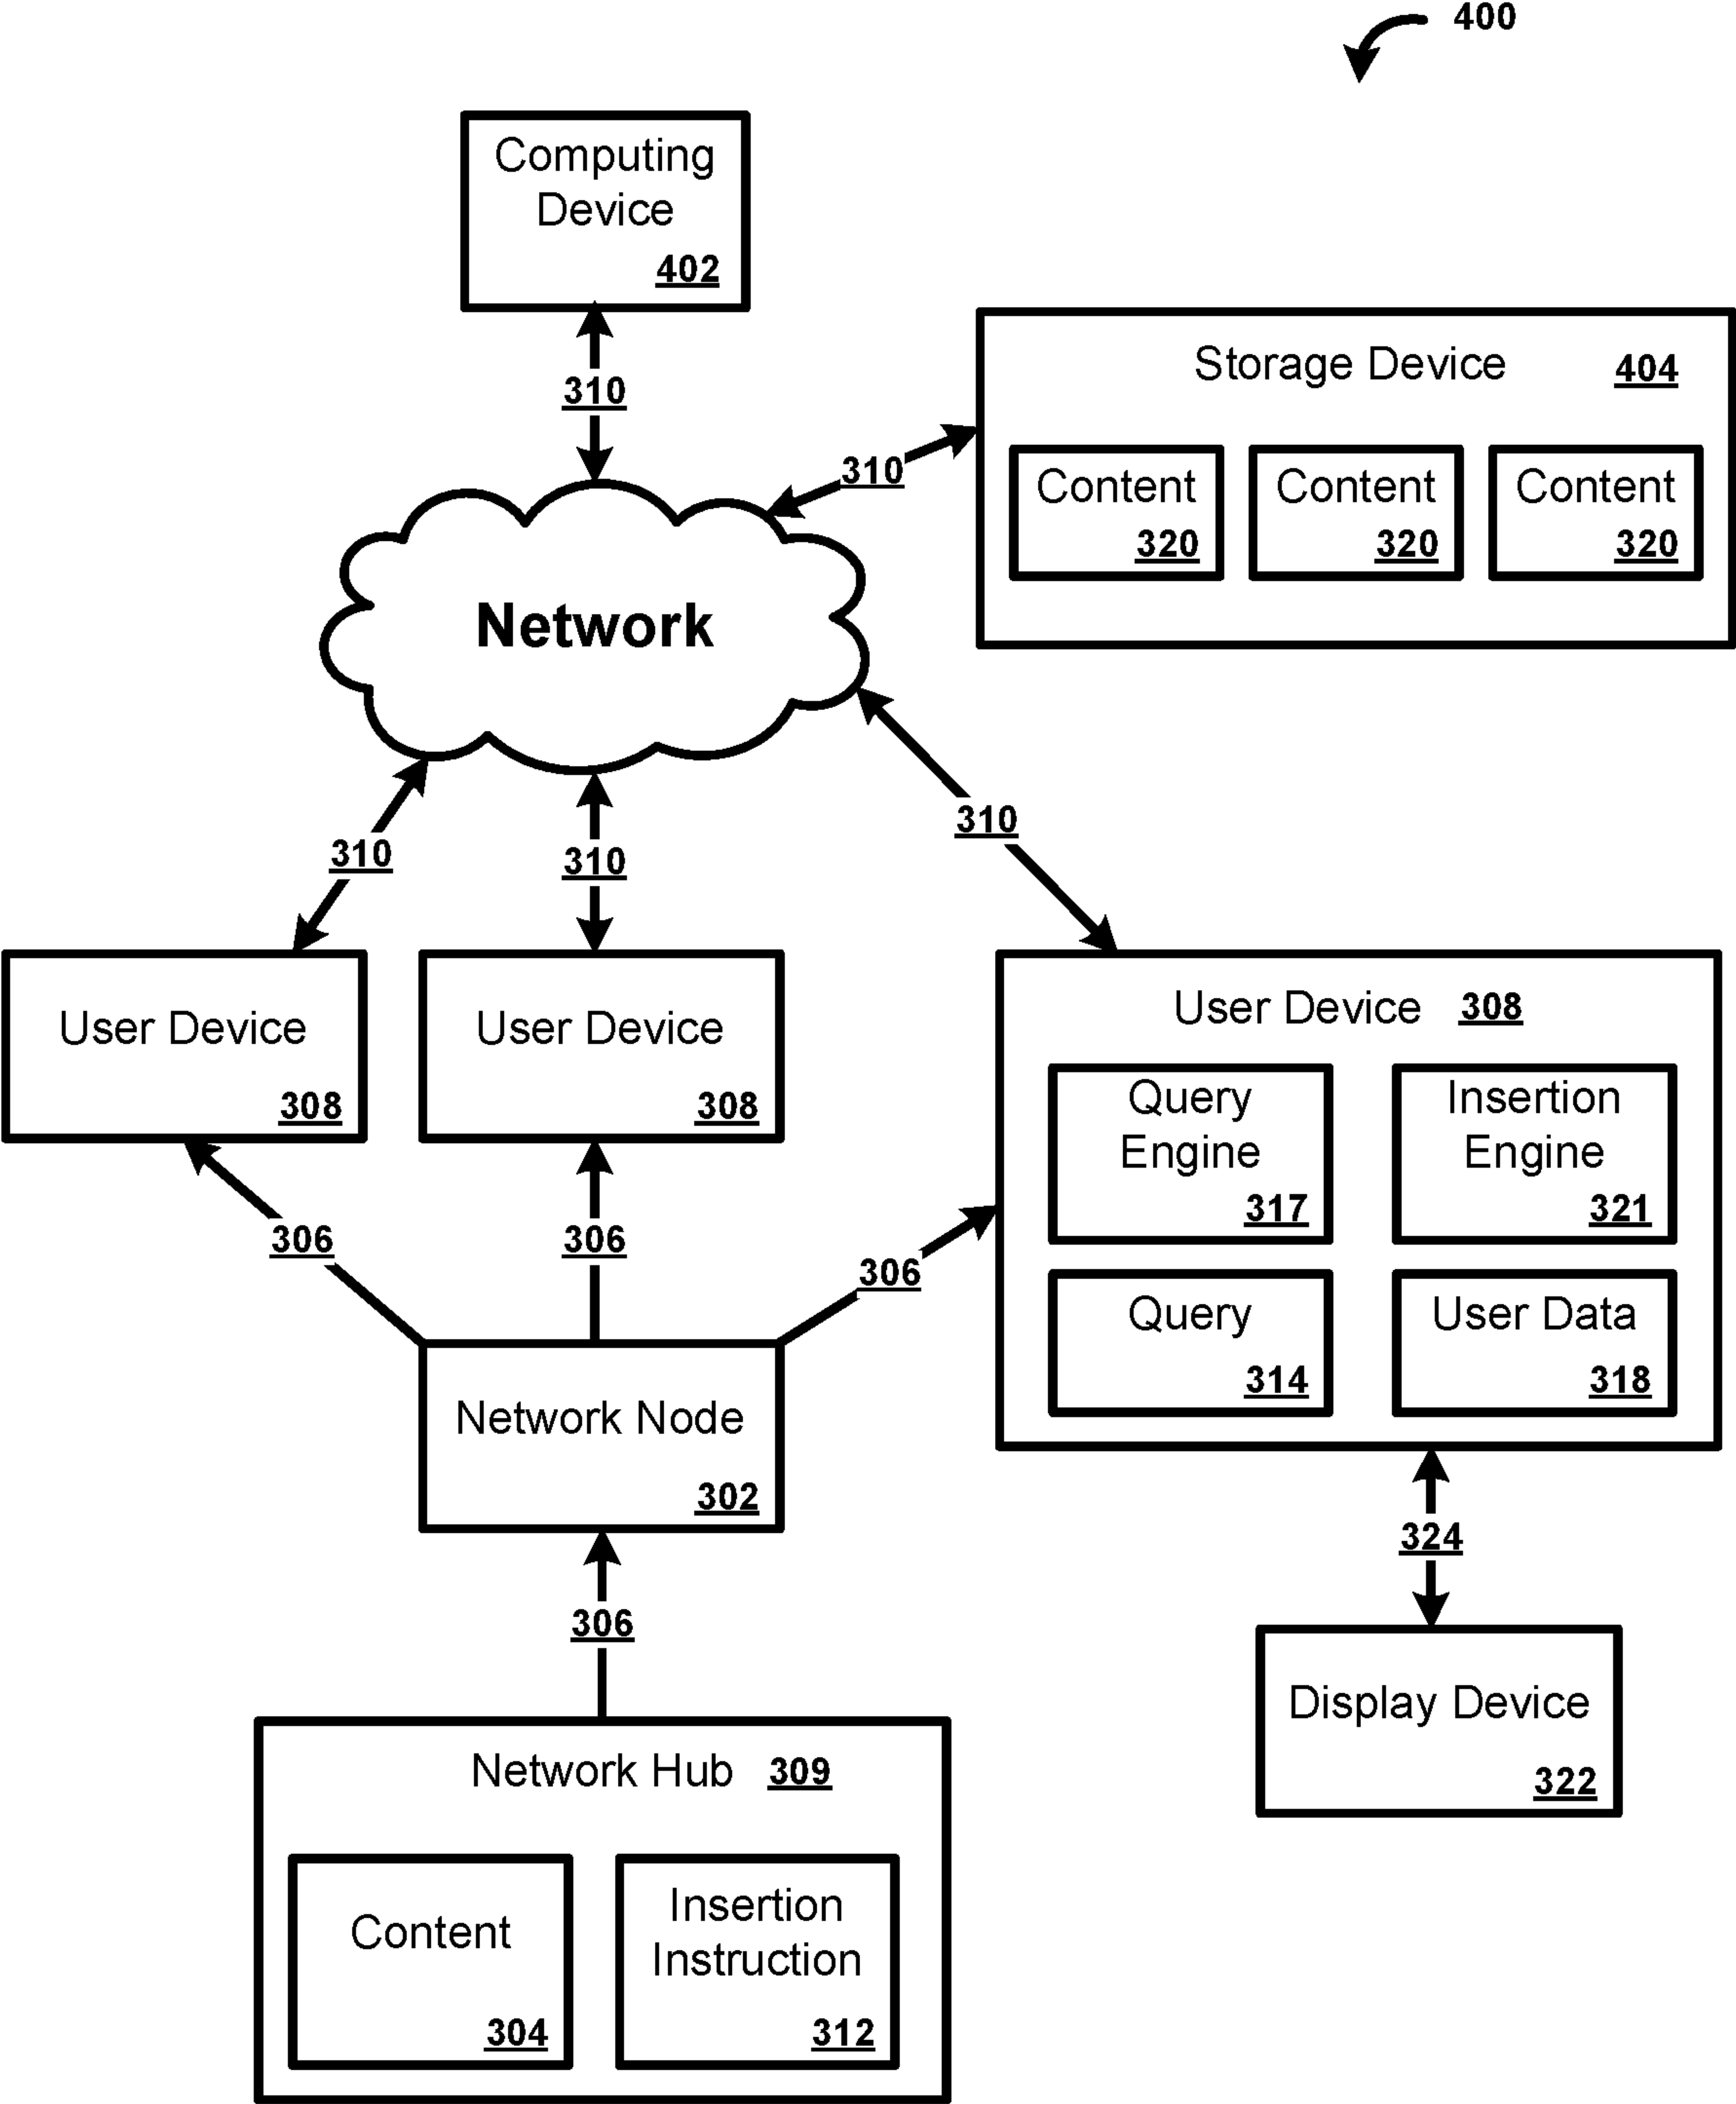 400
Computing
Device
402
310
Storage Device 404
310
Content
320
Content
320
Content
320
Network
310
310
310
User Device
308
User Device
308
User Device 308
Query
Engine
317
Insertion
Engine
321
Query
314
User Data
318
306
306
306
Network Node
302
324
306
Display Device
322
Network Hub 309
Content
304
Insertion
Instruction
312